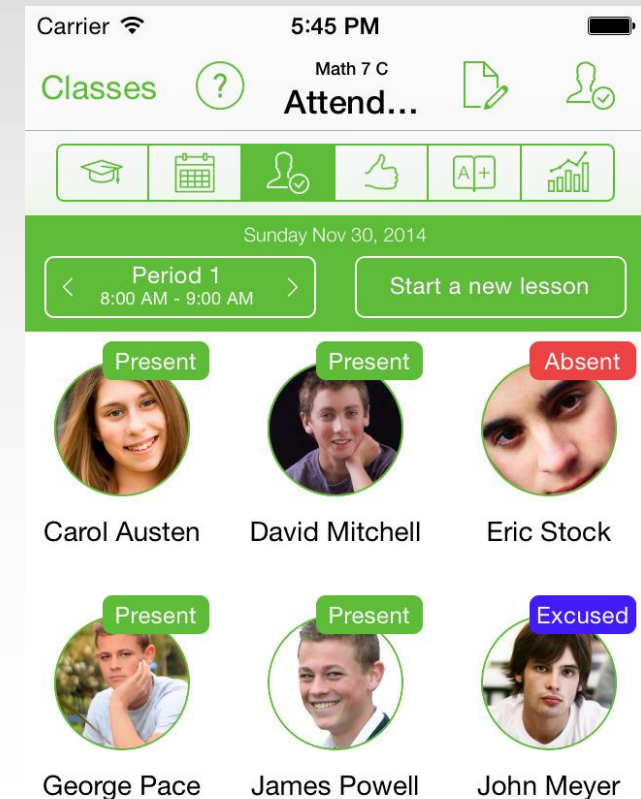 Carrier 5:45 PM
Classes ? Math 7 C
Attend...
A+
Sunday Nov 30, 2014
Period 1
8:00 AM - 9:00 AM
Start a new lesson
Present Present Absent
Carol Austen David Mitchell Eric Stock
Present Present Excused
George Pace James Powell John Meyer